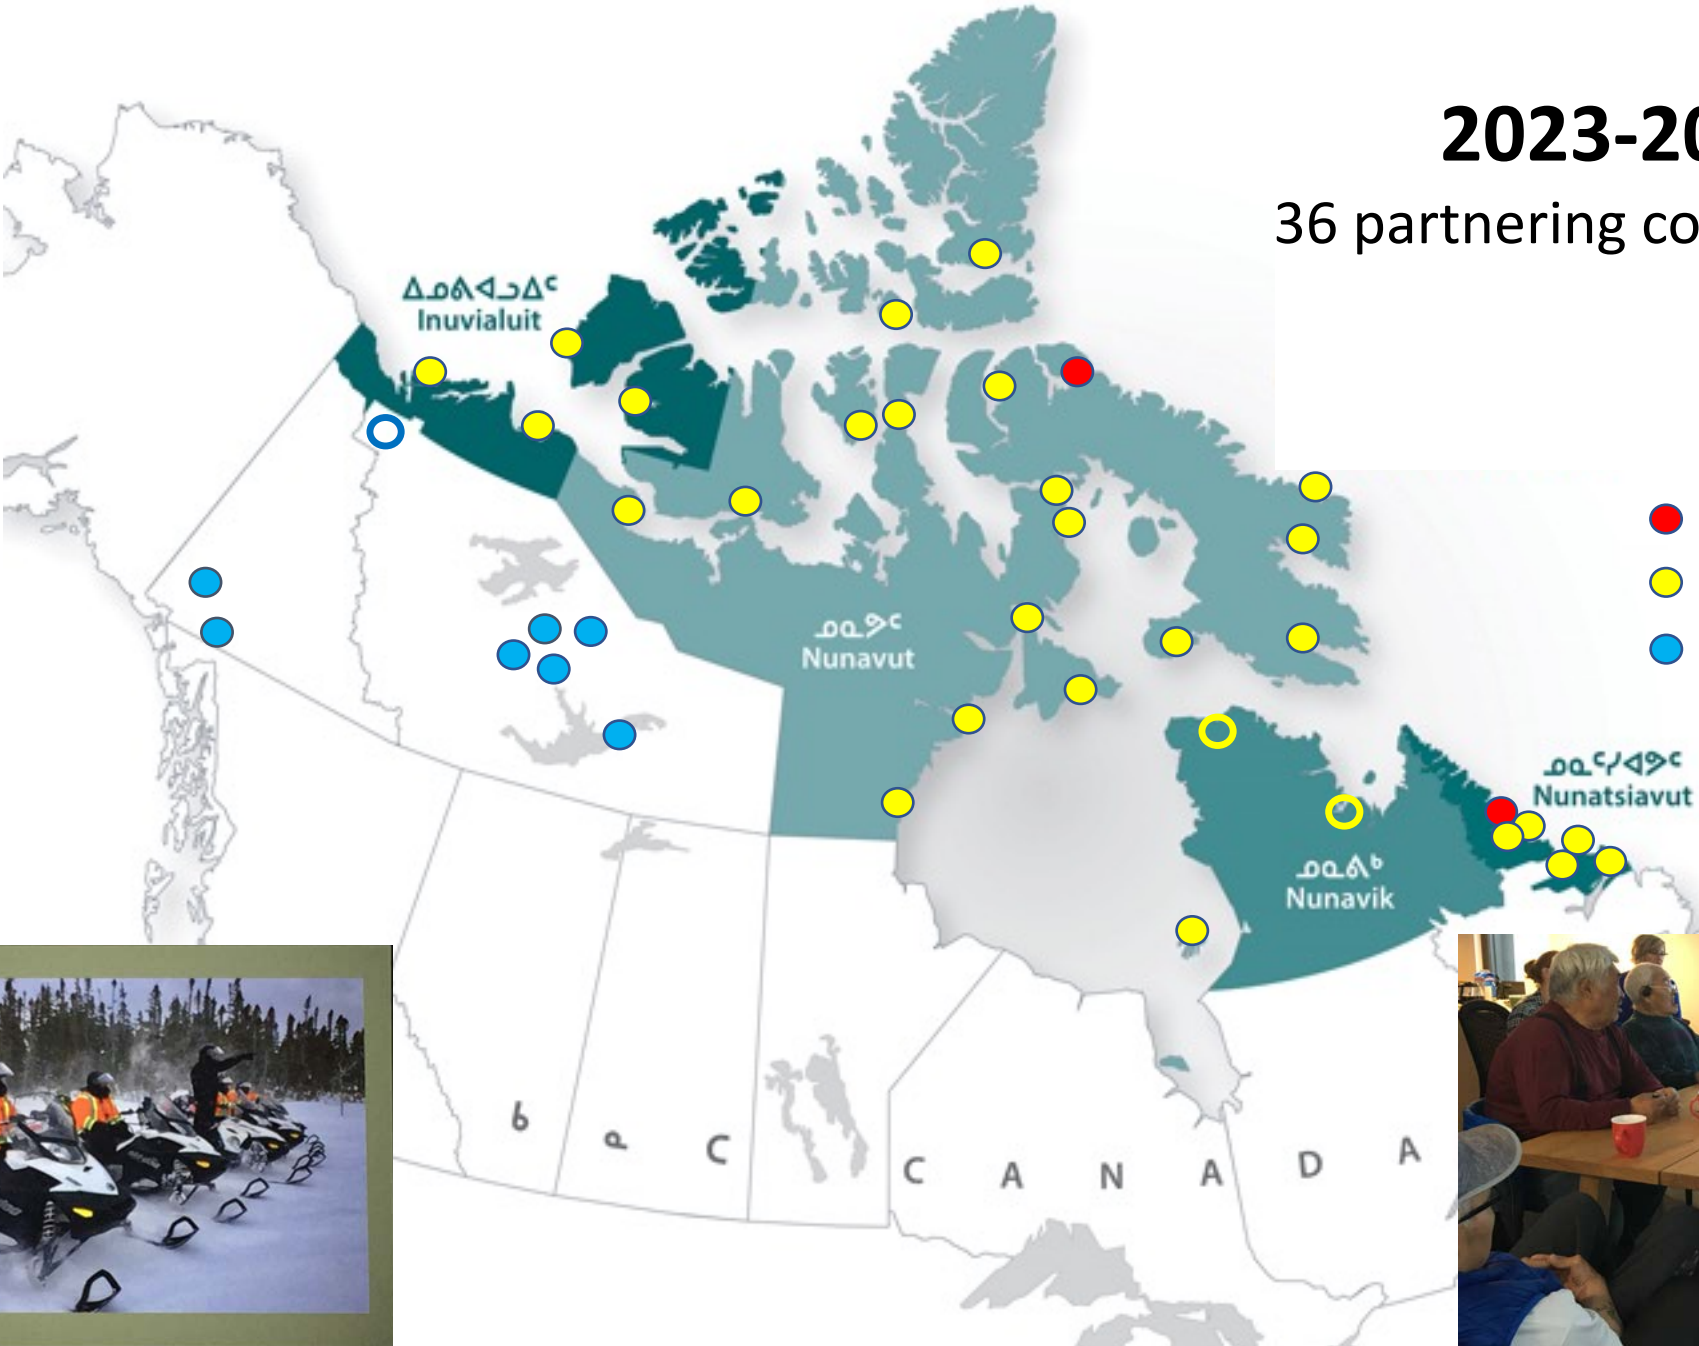 2023-20
36 partnering co
ᐃᓄᕕᐊᓗᐃᑦ
Inuvialuit
ᓄᓇᕗᑦ
Nunavut
ᓄᓇᑦᓯᐊᕗᑦ
Nunatsiavut
ᓄᓇᕕᒃ
Nunavik
ᑲ ᓇ ᑕ
C A N A D A